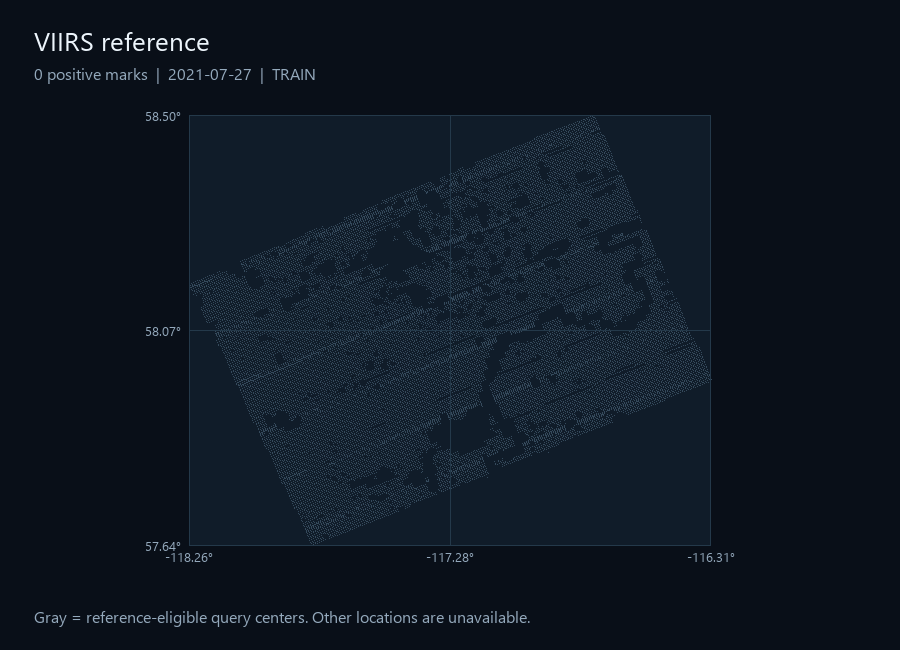 VIIRS reference
0 positive marks | 2021-07-27 | TRAIN
58.50°
58.07°
57.64°
-118.26°
-117.28°
-116.31°
Gray = reference-eligible query centers. Other locations are unavailable.